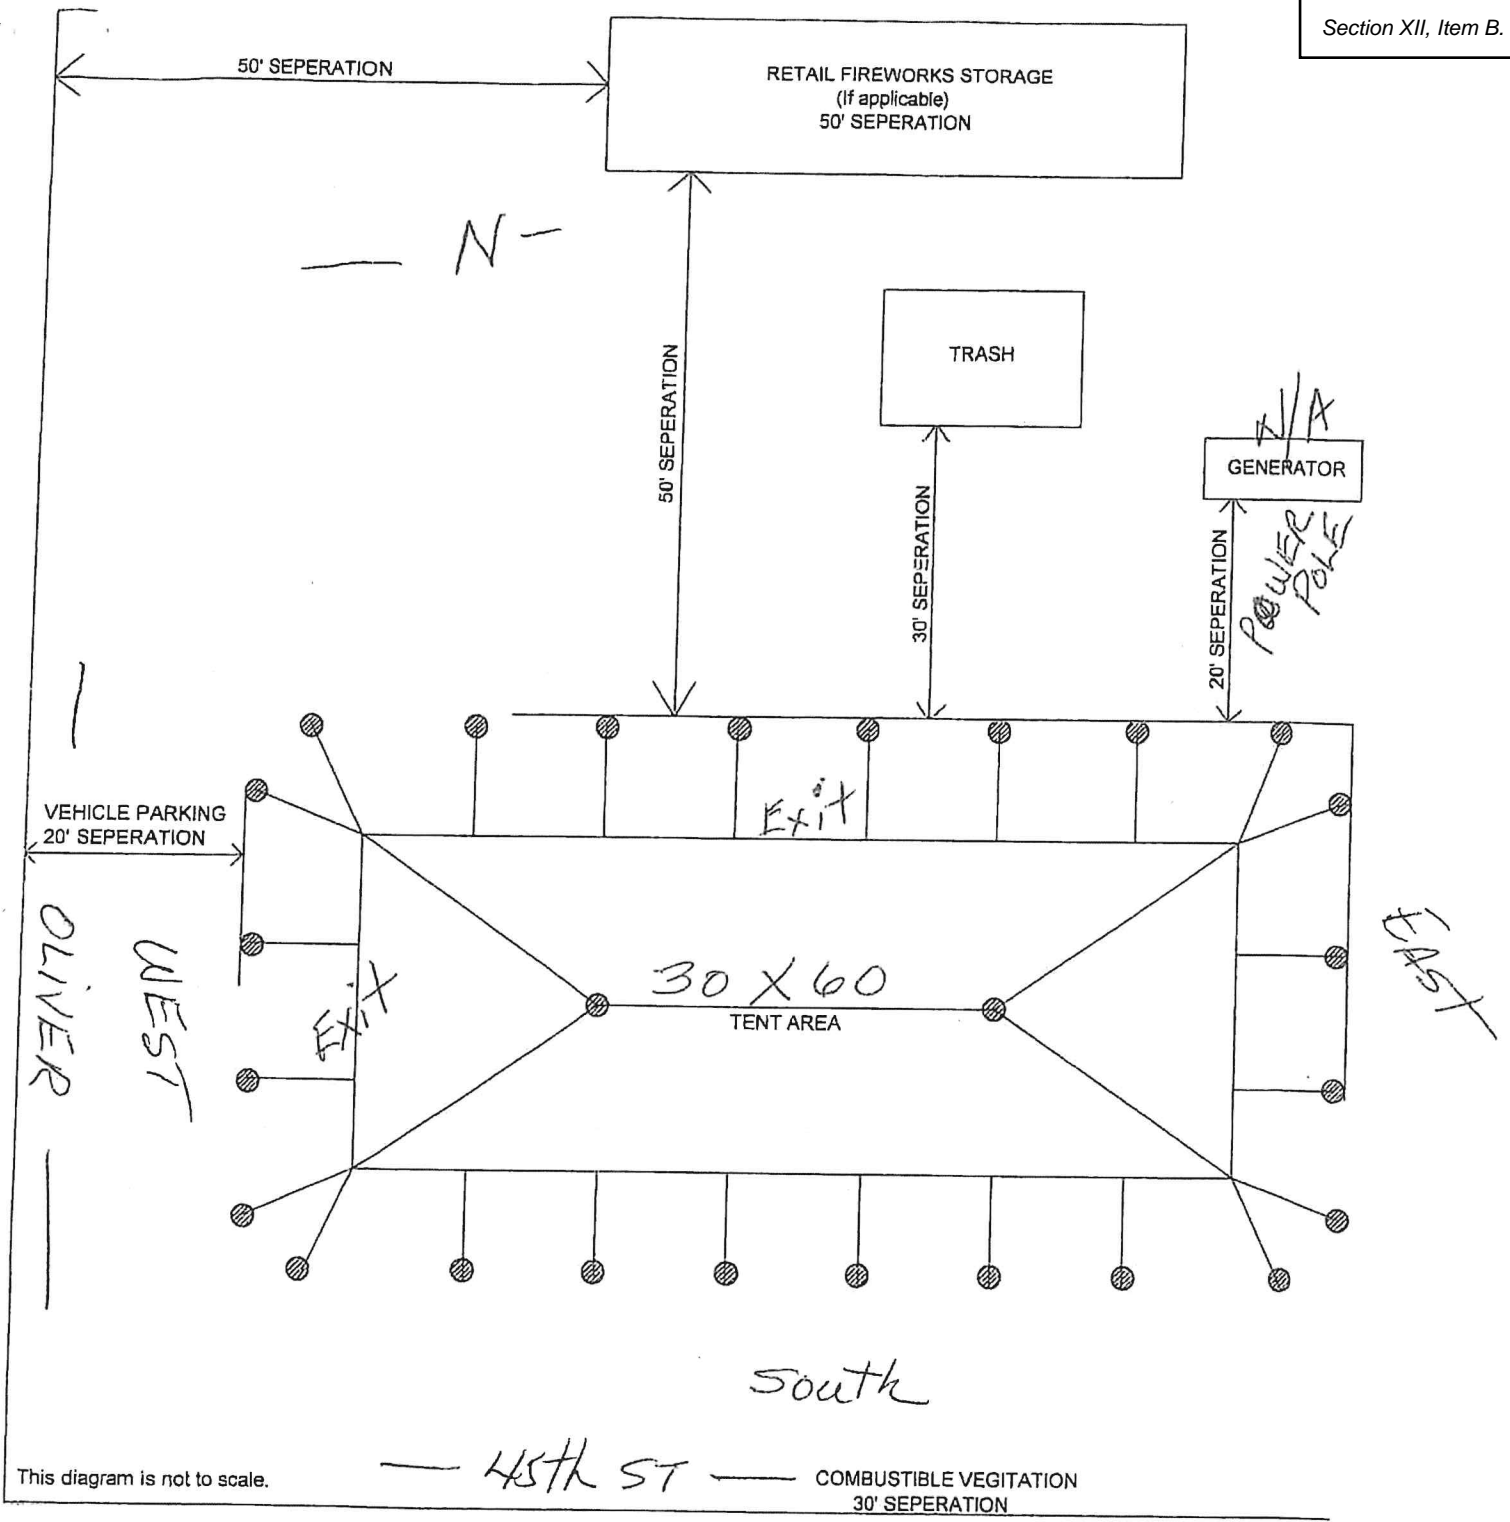 Section XII, Item B.
50' SEPERATION
RETAIL FIREWORKS STORAGE
(If applicable)
50' SEPERATION
— N —
50' SEPERATION
TRASH
30' SEPERATION
N/A
GENERATOR
20' SEPERATION
POWER
POLE
VEHICLE PARKING
20' SEPERATION
Exit
OLIVER
WEST
Exit
30 X 60
TENT AREA
EAST
South
This diagram is not to scale.
— 45th ST —
COMBUSTIBLE VEGITATION
30' SEPERATION